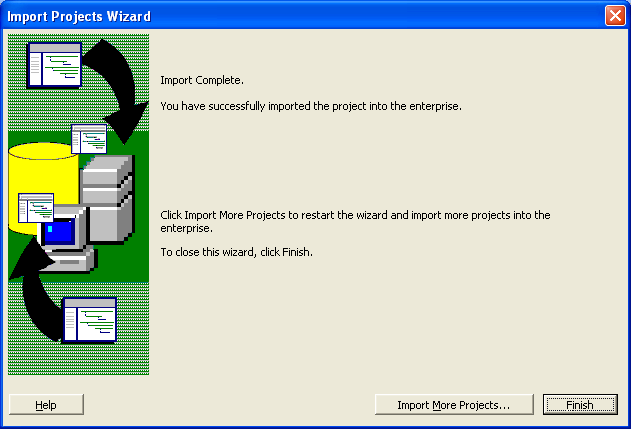 Import Projects Wizard
Import Complete.
You have successfully imported the project into the enterprise.
Click Import More Projects to restart the wizard and import more projects into the
enterprise.
To close this wizard, click Finish.
Help
Import More Projects...
Finish